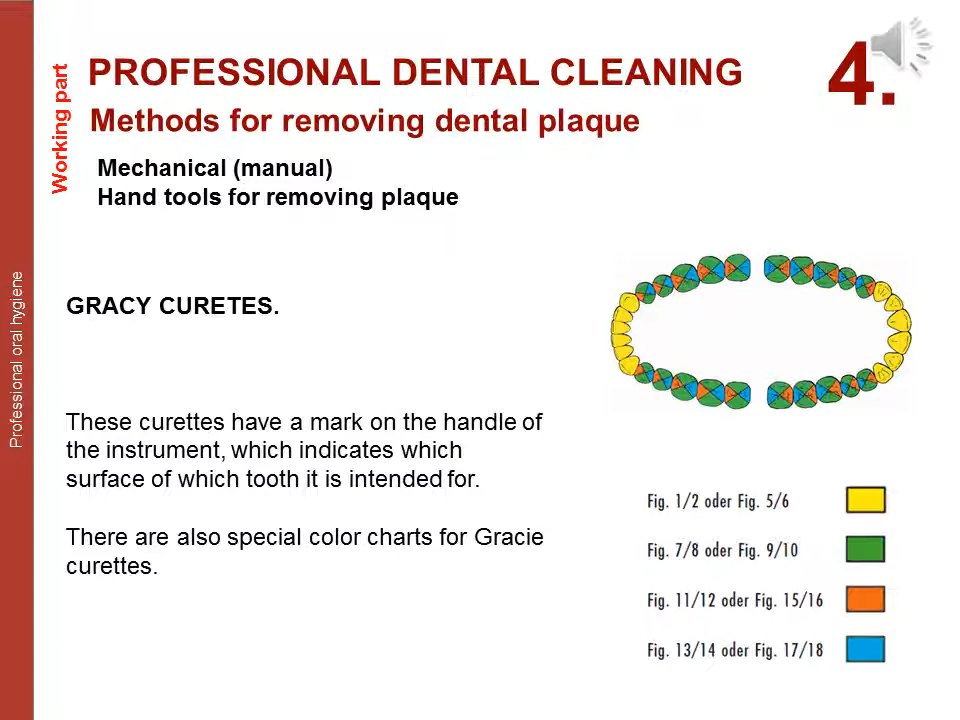 PROFESSIONAL DENTAL CLEANING
4.
Methods for removing dental plaque
Working part
Mechanical (manual)
Hand tools for removing plaque
Professional oral hygiene
GRACY CURETES.
These curettes have a mark on the handle of
the instrument, which indicates which
surface of which tooth it is intended for.
There are also special color charts for Gracie
curettes.
Fig. 1/2 oder Fig. 5/6
Fig. 7/8 oder Fig. 9/10
Fig. 11/12 oder Fig. 15/16
Fig. 13/14 oder Fig. 17/18